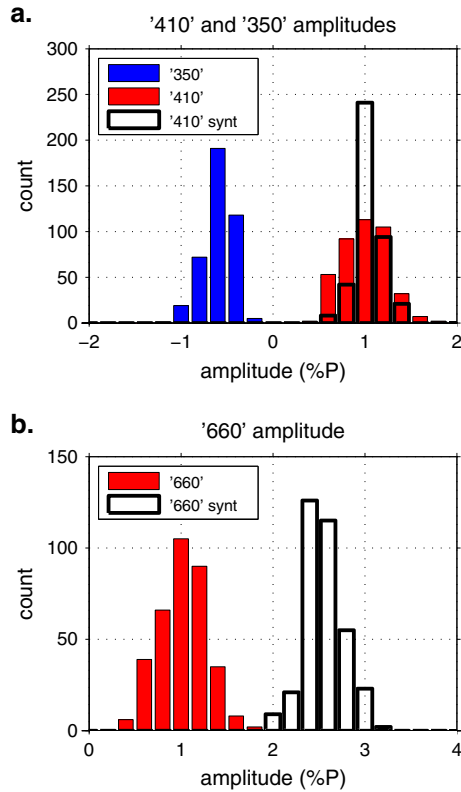 a.
'410' and '350' amplitudes
300
250
200
150
100
50
0
count
'350'
'410'
'410' synt
−2
−1
0
1
2
amplitude (%P)
b.
'660' amplitude
150
100
50
0
count
'660'
'660' synt
0
1
2
3
4
amplitude (%P)